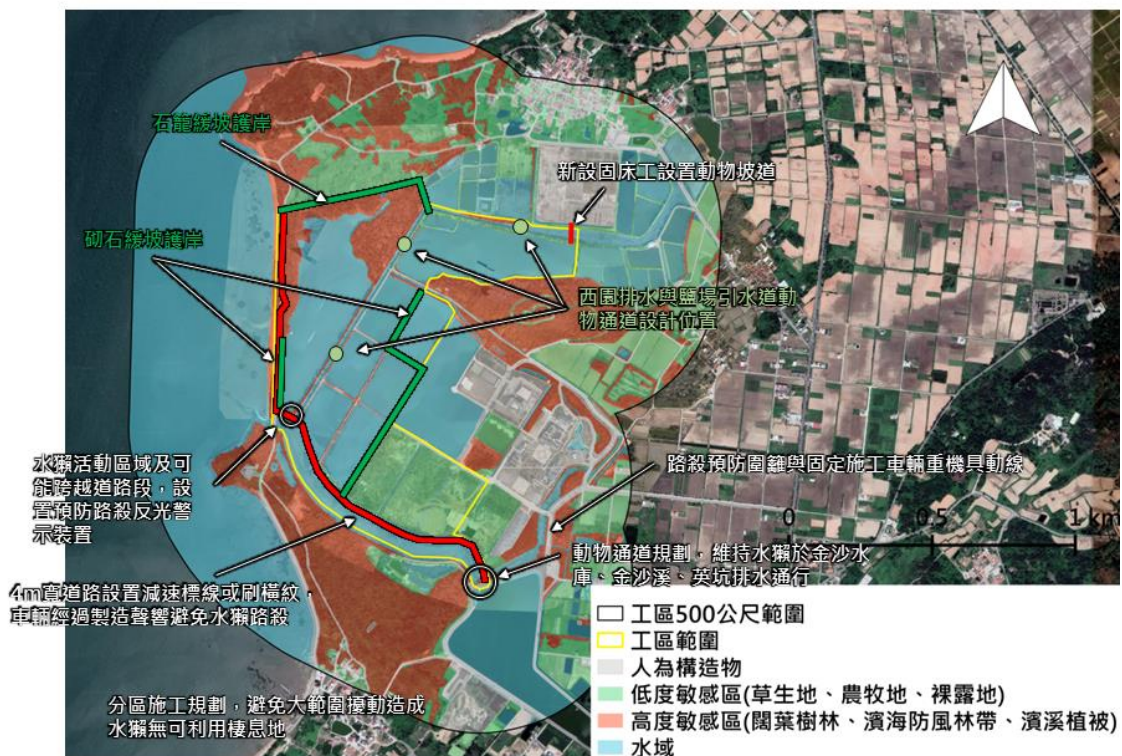 石籠緩坡護岸
新設固床工設置動物坡道
砌石緩坡護岸
西園排水與鹽場引水道動
物通道設計位置
水獺活動區域及可
能跨越道路段，設
置預防路殺反光警
示裝置
路殺預防圍籬與固定施工車輛重機具動線
0 0.5 1 km
動物通道規劃，維持水獺於金沙水
庫、金沙溪、英坑排水通行
4m寬道路設置減速標線或刷橫紋，
車輛經過製造聲響避免水獺路殺
分區施工規劃，避免大範圍擾動造成
水獺無可利用棲息地
工區500公尺範圍
工區範圍
人為構造物
低度敏感區(草生地、農牧地、裸露地)
高度敏感區(闊葉樹林、濱海防風林帶、濱溪植被)
水域